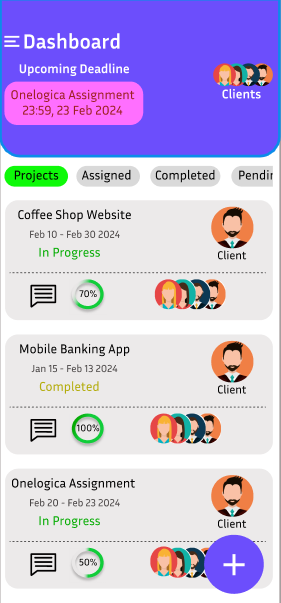 Dashboard
Upcoming Deadline
Onelogica Assignment
23:59, 23 Feb 2024
Clients
Projects
Assigned
Completed
Pendin
Coffee Shop Website
Feb 10 - Feb 30 2024
In Progress
Client
70%
Mobile Banking App
Jan 15 - Feb 13 2024
Completed
Client
100%
Onelogica Assignment
Feb 20 - Feb 23 2024
In Progress
Client
50%